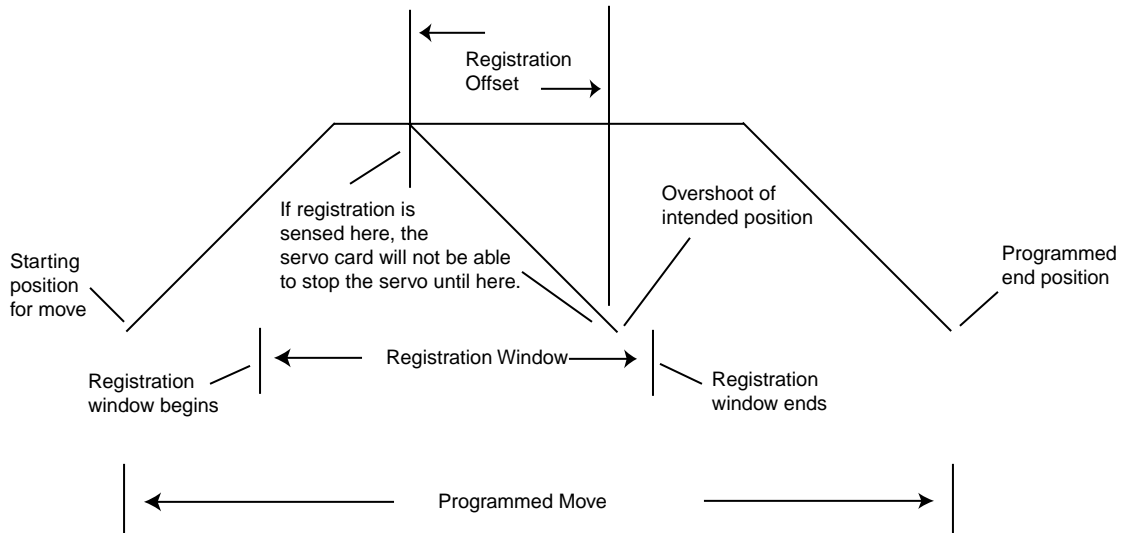 Registration
Offset
If registration is
sensed here, the
servo card will not be able
to stop the servo until here.
Overshoot of
intended position
Starting
position
for move
Programmed
end position
Registration Window
Registration
window begins
Registration
window ends
Programmed Move